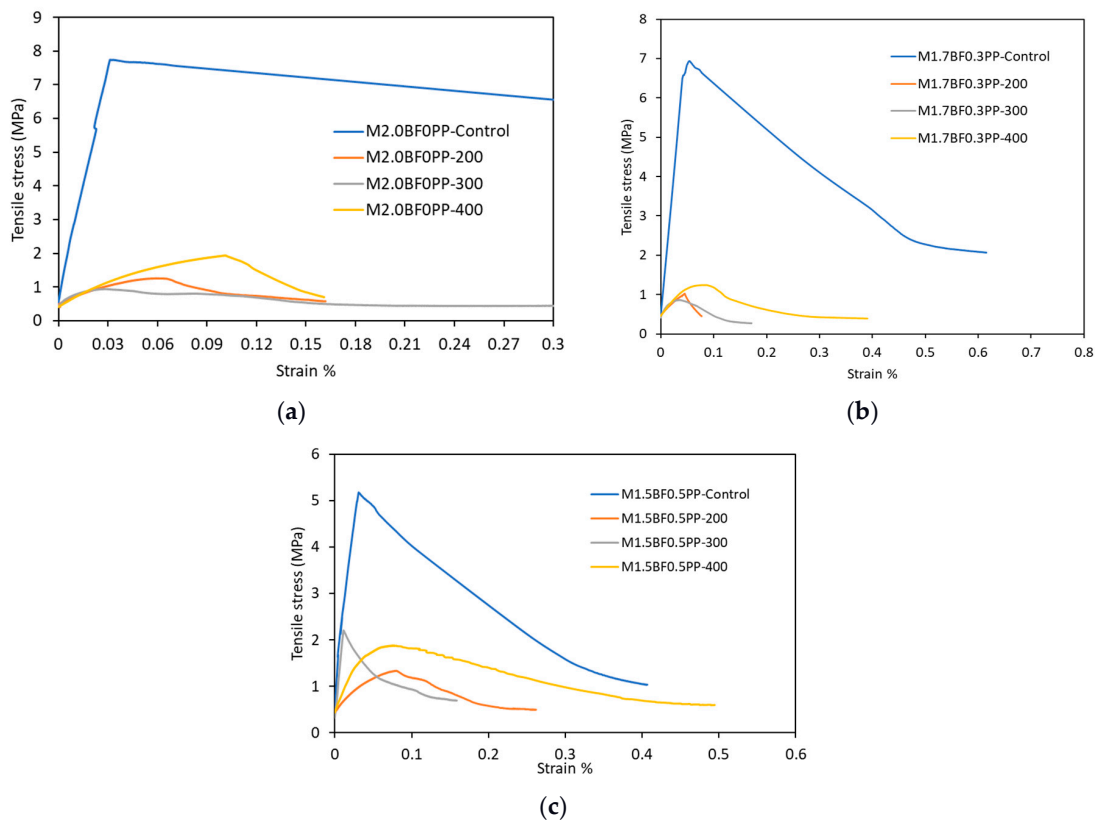 9
8
7
6
5
4
3
2
1
0
Tensile stress (MPa)
M2.0BF0PP-Control
M2.0BF0PP-200
M2.0BF0PP-300
M2.0BF0PP-400
0 0.03 0.06 0.09 0.12 0.15 0.18 0.21 0.24 0.27 0.3
Strain %
(a)
8
7
6
5
4
3
2
1
0
Tensile stress (MPa)
M1.7BF0.3PP-Control
M1.7BF0.3PP-200
M1.7BF0.3PP-300
M1.7BF0.3PP-400
0 0.1 0.2 0.3 0.4 0.5 0.6 0.7 0.8
Strain %
(b)
6
5
4
3
2
1
0
Tensile stress (MPa)
M1.5BF0.5PP-Control
M1.5BF0.5PP-200
M1.5BF0.5PP-300
M1.5BF0.5PP-400
0 0.1 0.2 0.3 0.4 0.5 0.6
Strain %
(c)